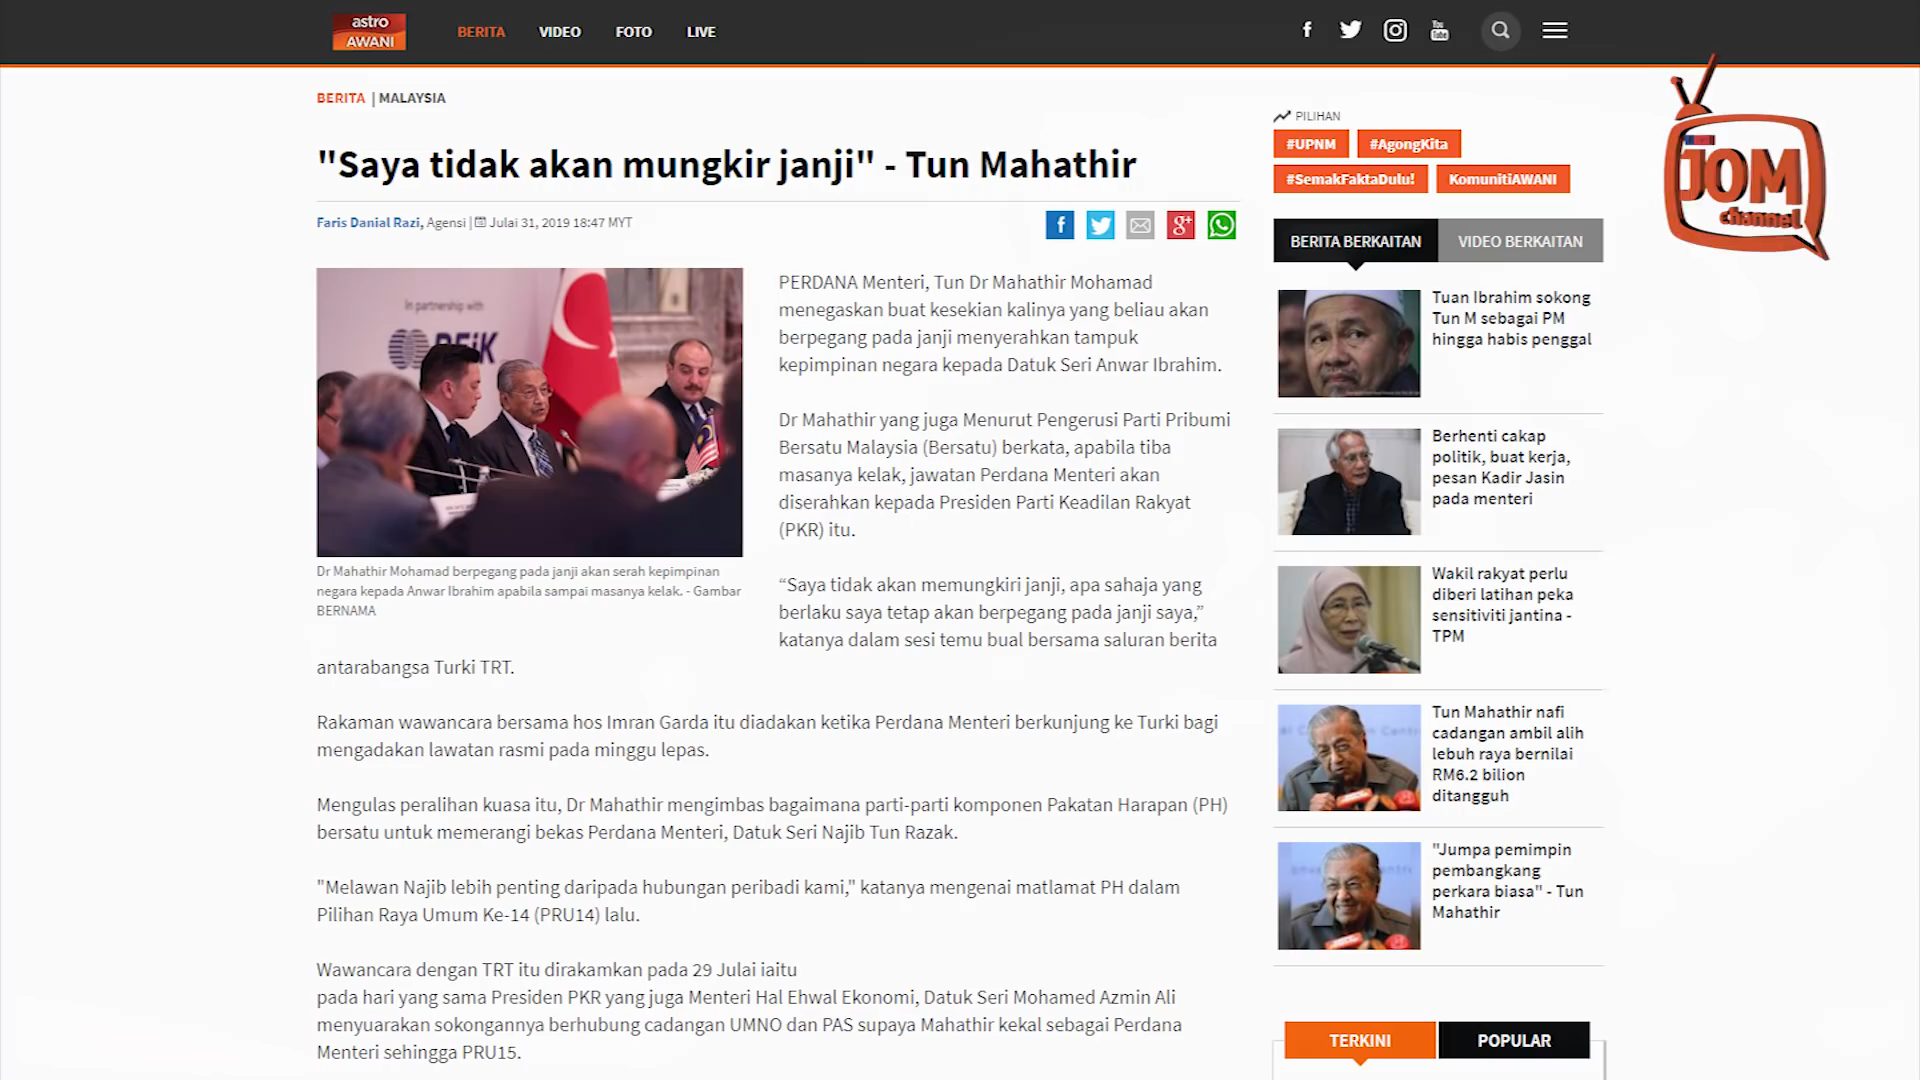 astro
AWANI
BERITA VIDEO FOTO LIVE
You
Tube
BERITA | MALAYSIA
"Saya tidak akan mungkir janji" - Tun Mahathir
Faris Danial Razi, Agensi | Julai 31, 2019 18:47 MYT
In partnership with
DEiK
Dr Mahathir Mohamad berpegang pada janji akan serah kepimpinan
negara kepada Anwar Ibrahim apabila sampai masanya kelak. - Gambar
BERNAMA
PERDANA Menteri, Tun Dr Mahathir Mohamad
menegaskan buat kesekian kalinya yang beliau akan
berpegang pada janji menyerahkan tampuk
kepimpinan negara kepada Datuk Seri Anwar Ibrahim.
Dr Mahathir yang juga Menurut Pengerusi Parti Pribumi
Bersatu Malaysia (Bersatu) berkata, apabila tiba
masanya kelak, jawatan Perdana Menteri akan
diserahkan kepada Presiden Parti Keadilan Rakyat
(PKR) itu.
“Saya tidak akan memungkiri janji, apa sahaja yang
berlaku saya tetap akan berpegang pada janji saya,”
katanya dalam sesi temu bual bersama saluran berita
antarabangsa Turki TRT.
Rakaman wawancara bersama hos Imran Garda itu diadakan ketika Perdana Menteri berkunjung ke Turki bagi
mengadakan lawatan rasmi pada minggu lepas.
Mengulas peralihan kuasa itu, Dr Mahathir mengimbas bagaimana parti-parti komponen Pakatan Harapan (PH)
bersatu untuk memerangi bekas Perdana Menteri, Datuk Seri Najib Tun Razak.
"Melawan Najib lebih penting daripada hubungan peribadi kami," katanya mengenai matlamat PH dalam
Pilihan Raya Umum Ke-14 (PRU14) lalu.
Wawancara dengan TRT itu dirakamkan pada 29 Julai iaitu
pada hari yang sama Presiden PKR yang juga Menteri Hal Ehwal Ekonomi, Datuk Seri Mohamed Azmin Ali
menyuarakan sokongannya berhubung cadangan UMNO dan PAS supaya Mahathir kekal sebagai Perdana
Menteri sehingga PRU15.
PILIHAN
#UPNM #AgongKita
#SemakFaktaDulu! KomunitiAWANI
BERITA BERKAITAN VIDEO BERKAITAN
Tuan Ibrahim sokong
Tun M sebagai PM
hingga habis penggal
Berhenti cakap
politik, buat kerja,
pesan Kadir Jasin
pada menteri
Wakil rakyat perlu
diberi latihan peka
sensitiviti jantina -
TPM
Tun Mahathir nafi
cadangan ambil alih
lebuh raya bernilai
RM6.2 bilion
ditangguh
"Jumpa pemimpin
pembangkang
perkara biasa" - Tun
Mahathir
TERKINI POPULAR
JOM
channel